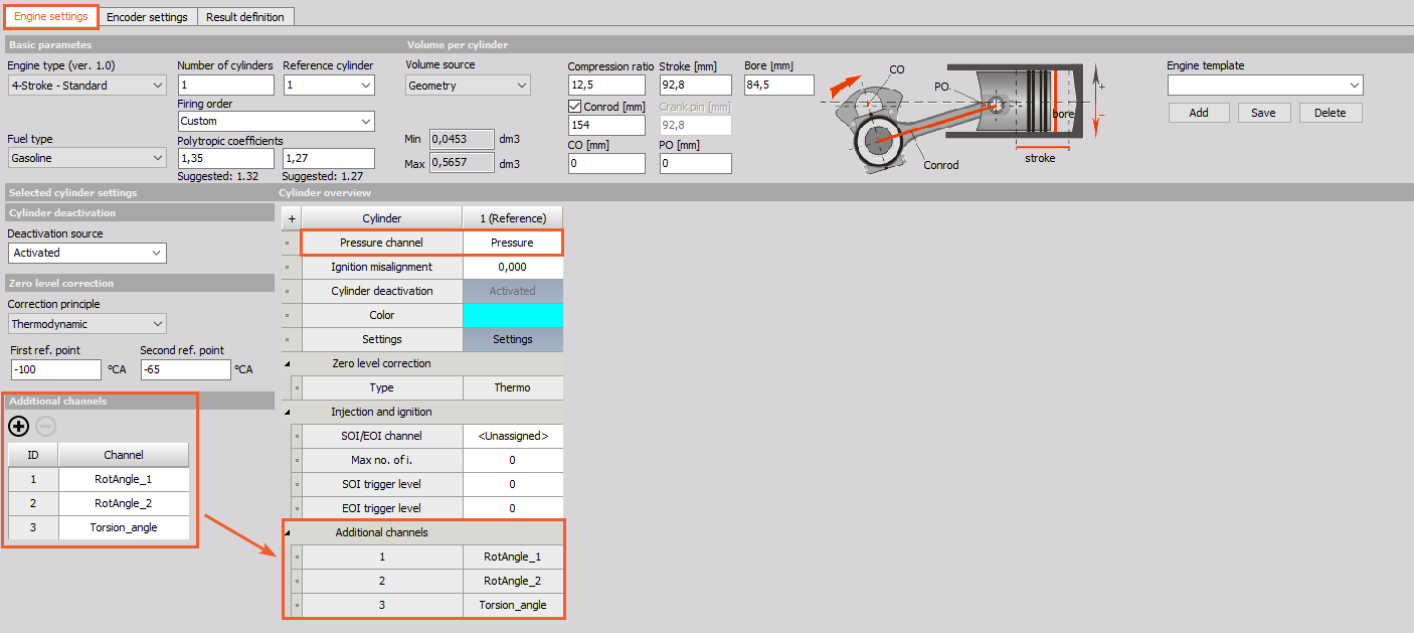 Engine settings Encoder settings Result definition
Basic parametes Volume per cylinder
Engine type (ver. 1.0) Number of cylinders Reference cylinder Volume source Compression ratio Stroke [mm] Bore [mm] Engine template
4-Stroke - Standard 1 1 Geometry 12,5 92,8 84,5
Firing order Conrod [mm] Crank pin [mm]
Custom 154 92,8
Add Save Delete
Fuel type Polytropic coefficients Min 0,0453 dm3 CO [mm] PO [mm]
Gasoline 1,35 1,27 Max 0,5657 dm3 0 0
Suggested: 1.32 Suggested: 1.27
CO
PO
bore
+
-
Conrod
stroke
Selected cylinder settings Cylinder overview
Cylinder deactivation
Deactivation source
Activated
Zero level correction
Correction principle
Thermodynamic
First ref. point Second ref. point
-100 °CA -65 °CA
Additional channels
ID Channel
1 RotAngle_1
2 RotAngle_2
3 Torsion_angle
+ Cylinder 1 (Reference)
Pressure channel Pressure
Ignition misalignment 0,000
Cylinder deactivation Activated
Color
Settings Settings
Zero level correction
Type Thermo
Injection and ignition
SOI/EOI channel <Unassigned>
Max no. of i. 0
SOI trigger level 0
EOI trigger level 0
Additional channels
1 RotAngle_1
2 RotAngle_2
3 Torsion_angle